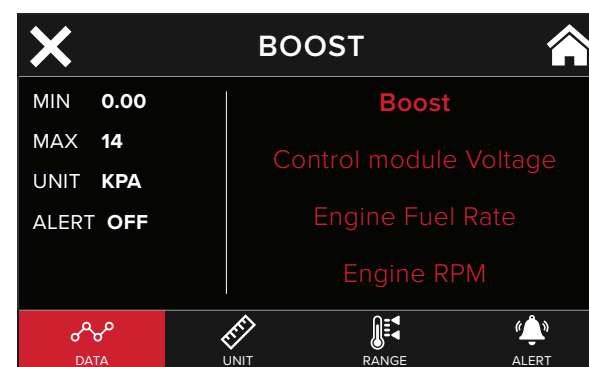 BOOST
MIN 0.00
MAX 14
UNIT KPA
ALERT OFF
Boost
Control module Voltage
Engine Fuel Rate
Engine RPM
DATA
UNIT
RANGE
ALERT